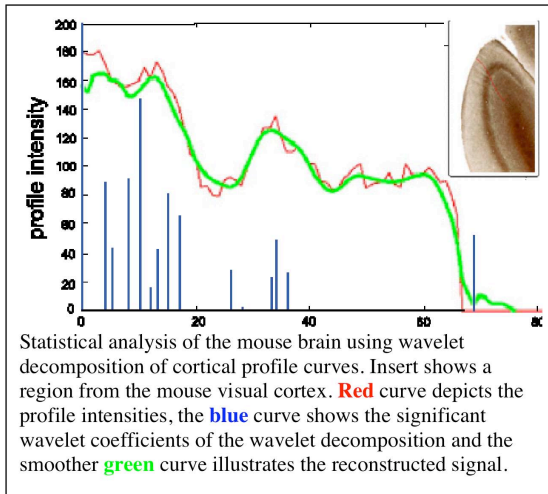 200
180
160
140
120
100
80
60
40
20
0
profile intensity
0 20 40 60 80
Statistical analysis of the mouse brain using wavelet
decomposition of cortical profile curves. Insert shows a
region from the mouse visual cortex. Red curve depicts the
profile intensities, the blue curve shows the significant
wavelet coefficients of the wavelet decomposition and the
smoother green curve illustrates the reconstructed signal.